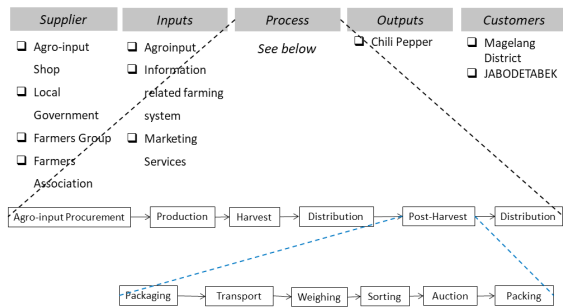 Supplier
Inputs
Process
Outputs
Customers
❑ Agro-input
Shop
❑ Local
Government
❑ Farmers Group
❑ Farmers
Association
❑ Agroinput
❑ Information
related farming
system
❑ Marketing
Services
See below
❑ Chili Pepper
❑ Magelang
District
❑ JABODETABEK
Agro-input Procurement
Production
Harvest
Distribution
Post-Harvest
Distribution
Packaging
Transport
Weighing
Sorting
Auction
Packing